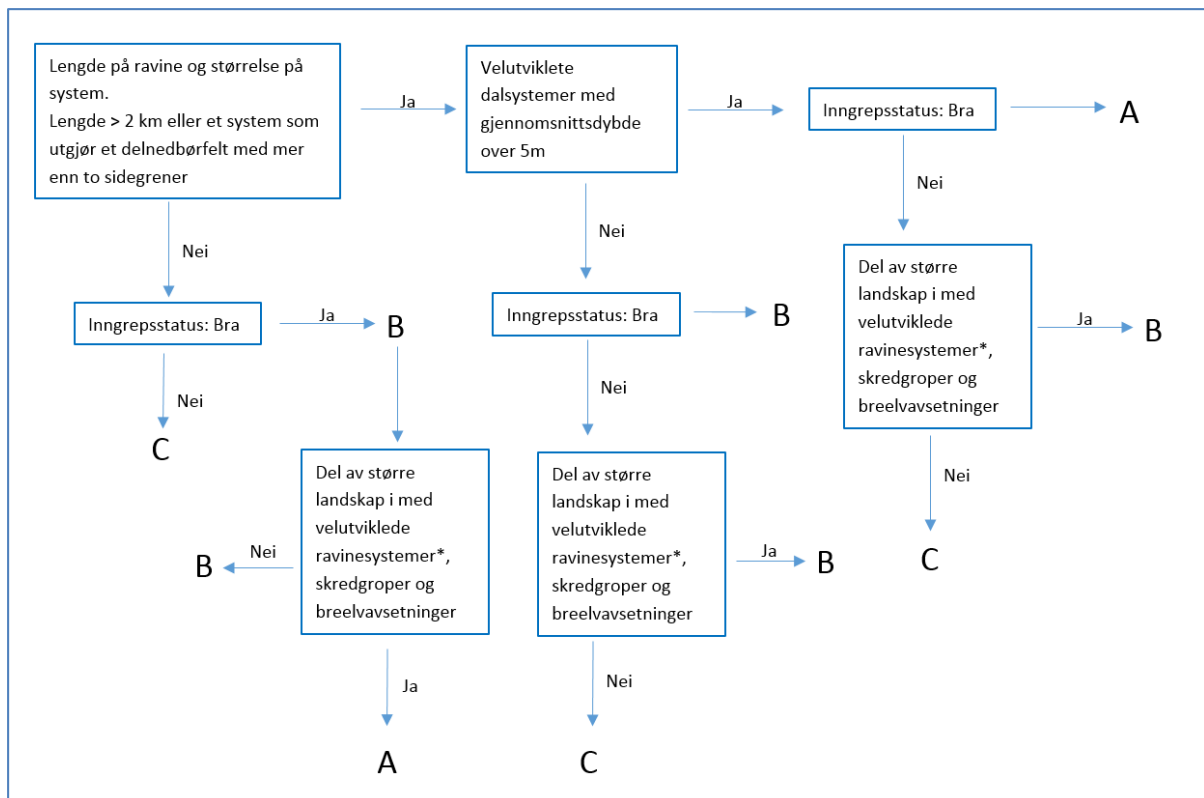 Lengde på ravine og størrelse på
system.
Lengde > 2 km eller et system som
utgjør et delnedbørfelt med mer
enn to sidegrener
Ja
Velutviklete
dalsystemer med
gjennomsnittsdybde
over 5m
Ja
Inngrepsstatus: Bra
A
Nei
Nei
Nei
Del av større
landskap i med
velutviklede
ravinesystemer*,
skredgroper og
breelvavsetninger
Ja
B
Inngrepsstatus: Bra
Ja
B
Inngrepsstatus: Bra
B
Nei
C
Nei
Nei
C
Del av større
landskap i med
velutviklede
ravinesystemer*,
skredgroper og
breelvavsetninger
Nei
B
Ja
A
Del av større
landskap i med
velutviklede
ravinesystemer*,
skredgroper og
breelvavsetninger
Ja
B
Nei
C